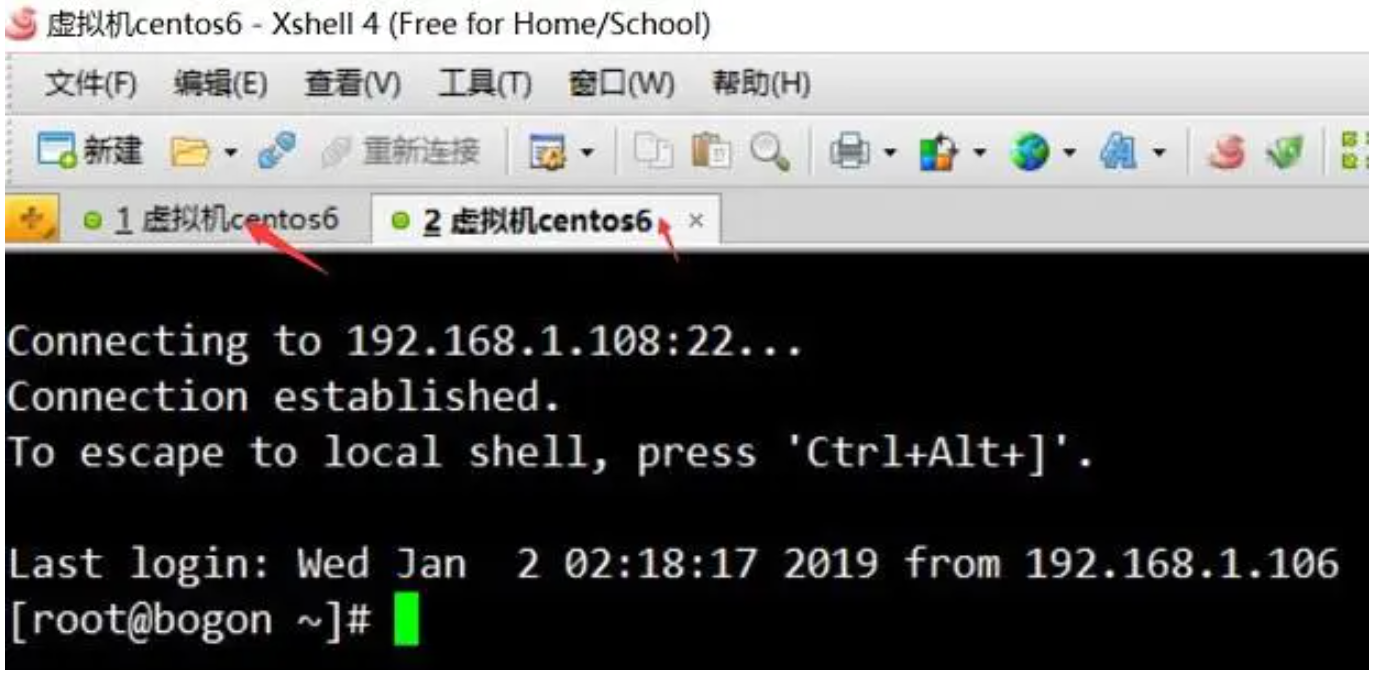 虚拟机centos6 - Xshell 4 (Free for Home/School)
文件(F) 编辑(E) 查看(V) 工具(T) 窗口(W) 帮助(H)
新建 重新连接
1 虚拟机centos6 2 虚拟机centos6 ×
Connecting to 192.168.1.108:22...
Connection established.
To escape to local shell, press 'Ctrl+Alt+]'.
Last login: Wed Jan  2 02:18:17 2019 from 192.168.1.106
[root@bogon ~]#